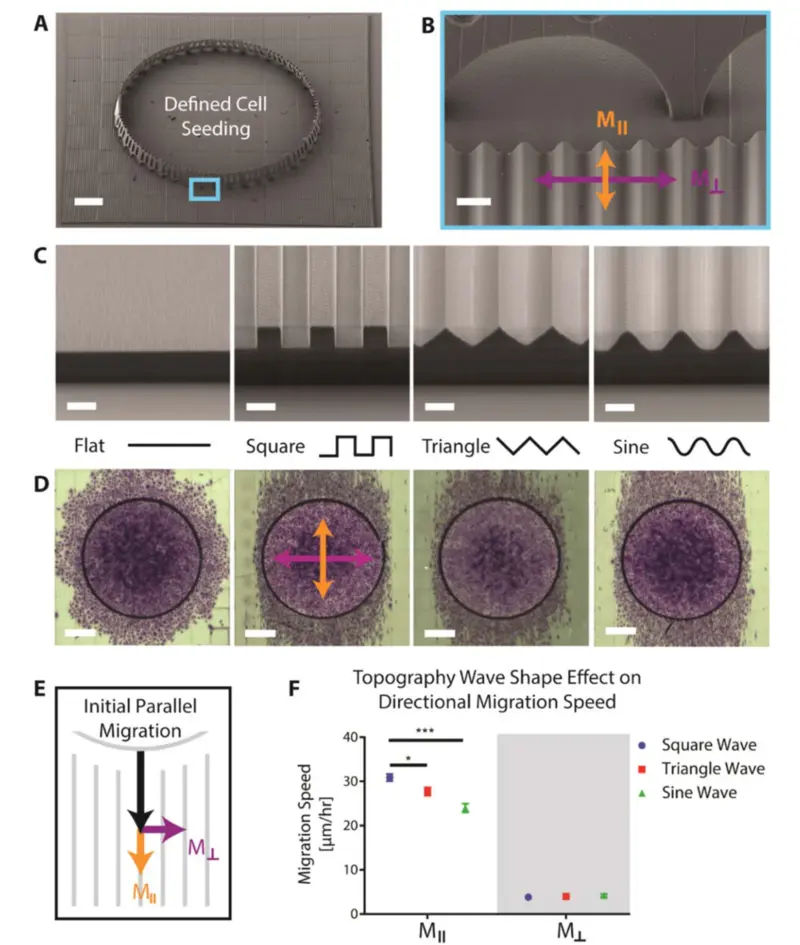 A
Defined Cell
Seeding
B
M||
M⊥
C
Flat
Square
Triangle
Sine
D
E
Initial Parallel
Migration
M⊥
M||
F
Topography Wave Shape Effect on
Directional Migration Speed
Migration Speed
[μm/hr]
40
30
20
10
0
***
*
M||
M⊥
Square Wave
Triangle Wave
Sine Wave